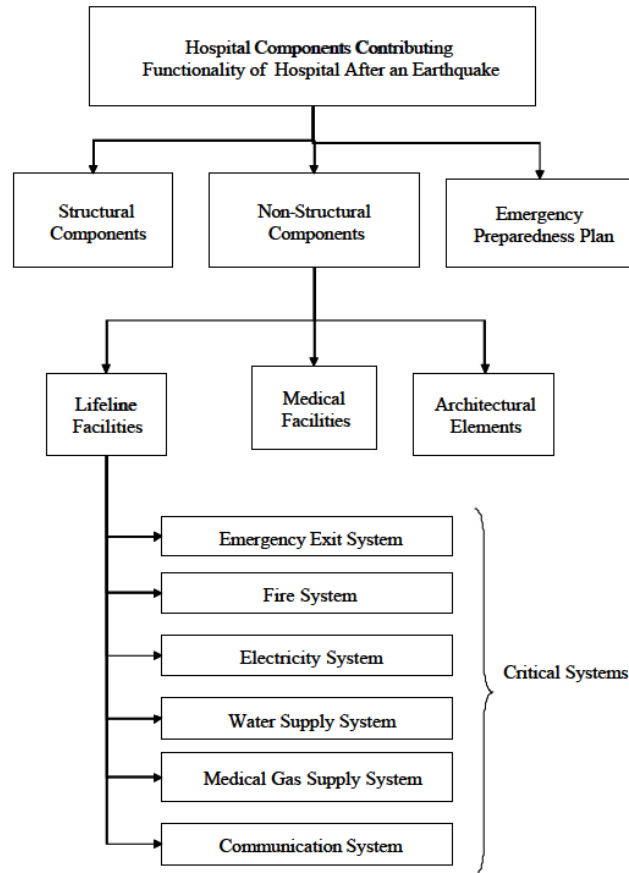 Hospital Components Contributing
Functionality of Hospital After an Earthquake
Structural
Components
Non-Structural
Components
Emergency
Preparedness Plan
Lifeline
Facilities
Medical
Facilities
Architectural
Elements
Emergency Exit System
Fire System
Electricity System
Water Supply System
Medical Gas Supply System
Communication System
Critical Systems